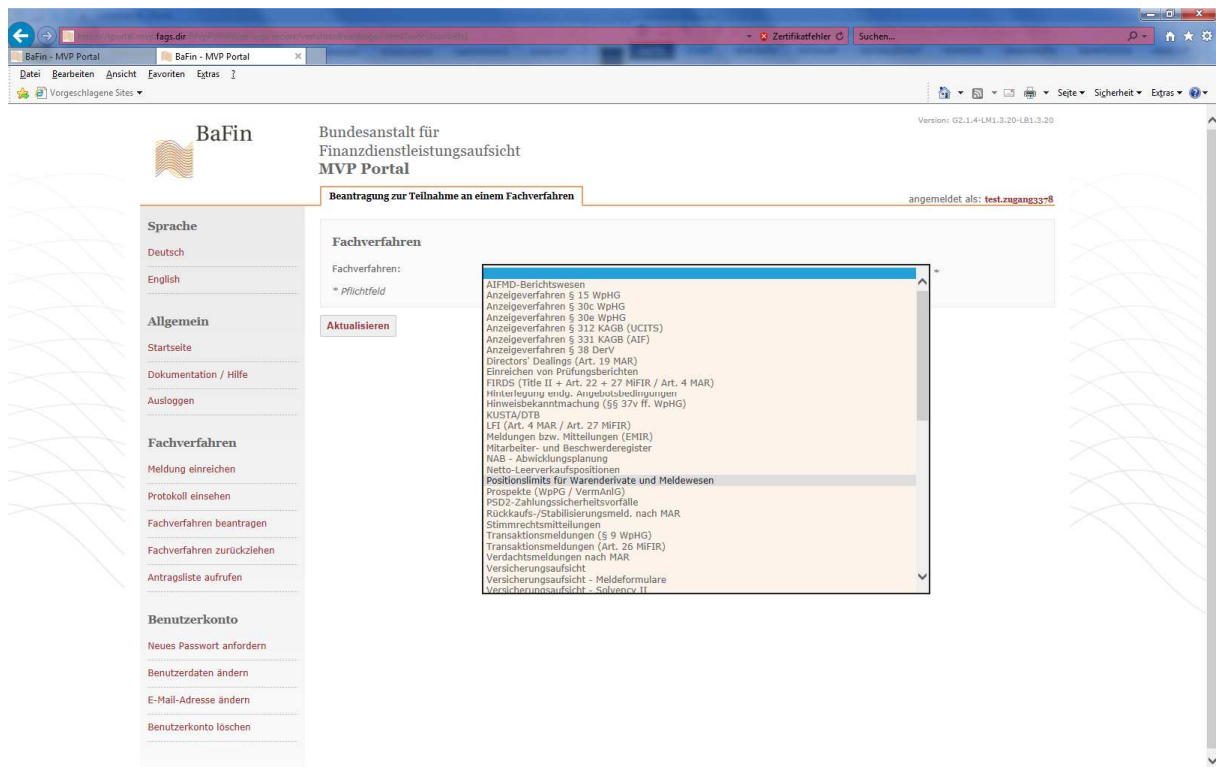 fags.dir
Zertifikatfehler
Suchen...
BaFin - MVP Portal
BaFin - MVP Portal
Datei Bearbeiten Ansicht Favoriten Extras ?
Vorgeschlagene Sites
Seite Sicherheit Extras
Version: G2.1.4-LM1.3.20-LB1.3.20
BaFin
Bundesanstalt für
Finanzdienstleistungsaufsicht
MVP Portal
Beantragung zur Teilnahme an einem Fachverfahren
angemeldet als: test.zugang3378
Sprache
Deutsch
English
Allgemein
Startseite
Dokumentation / Hilfe
Ausloggen
Fachverfahren
Meldung einreichen
Protokoll einsehen
Fachverfahren beantragen
Fachverfahren zurückziehen
Antragsliste aufrufen
Benutzerkonto
Neues Passwort anfordern
Benutzerdaten ändern
E-Mail-Adresse ändern
Benutzerkonto löschen
Fachverfahren
Fachverfahren:
*
* Pflichtfeld
Aktualisieren
AIFMD-Berichtswesen
Anzeigeverfahren § 15 WpHG
Anzeigeverfahren § 30c WpHG
Anzeigeverfahren § 30e WpHG
Anzeigeverfahren § 312 KAGB (UCITS)
Anzeigeverfahren § 331 KAGB (AIF)
Anzeigeverfahren § 38 DerV
Directors' Dealings (Art. 19 MAR)
Einreichen von Prüfungsberichten
FIRDS (Title II + Art. 22 + 27 MiFIR / Art. 4 MAR)
Hinterlegung endg. Angebotsbedingungen
Hinweisbekanntmachung (§§ 37v ff. WpHG)
KUSTA/DTB
LFI (Art. 4 MAR / Art. 27 MiFIR)
Meldungen bzw. Mitteilungen (EMIR)
Mitarbeiter- und Beschwerderegister
NAB - Abwicklungsplanung
Netto-Leerverkaufspositionen
Positionslimits für Warenderivate und Meldewesen
Prospekte (WpPG / VermAnlG)
PSD2-Zahlungssicherheitsvorfälle
Rückkaufs-/Stabilisierungsmeld. nach MAR
Stimmrechtsmitteilungen
Transaktionsmeldungen (§ 9 WpHG)
Transaktionsmeldungen (Art. 26 MiFIR)
Verdachtsmeldungen nach MAR
Versicherungsaufsicht
Versicherungsaufsicht - Meldeformulare
Versicherungsaufsicht - Solvency II